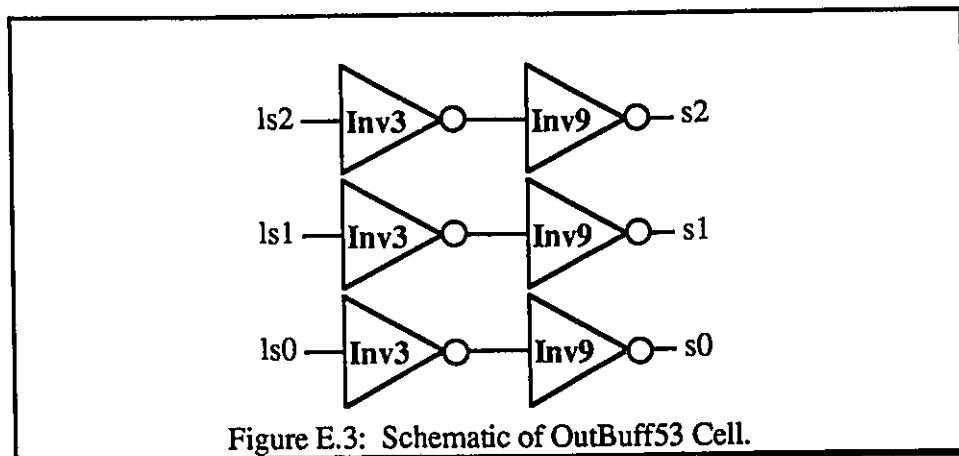 ls2 Inv3 Inv9 s2
ls1 Inv3 Inv9 s1
ls0 Inv3 Inv9 s0
Figure E.3: Schematic of OutBuff53 Cell.